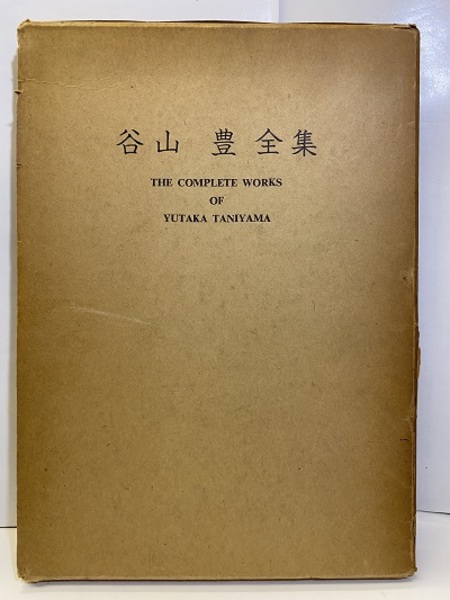 谷山 豊 全集
THE COMPLETE WORKS
OF
YUTAKA TANIYAMA